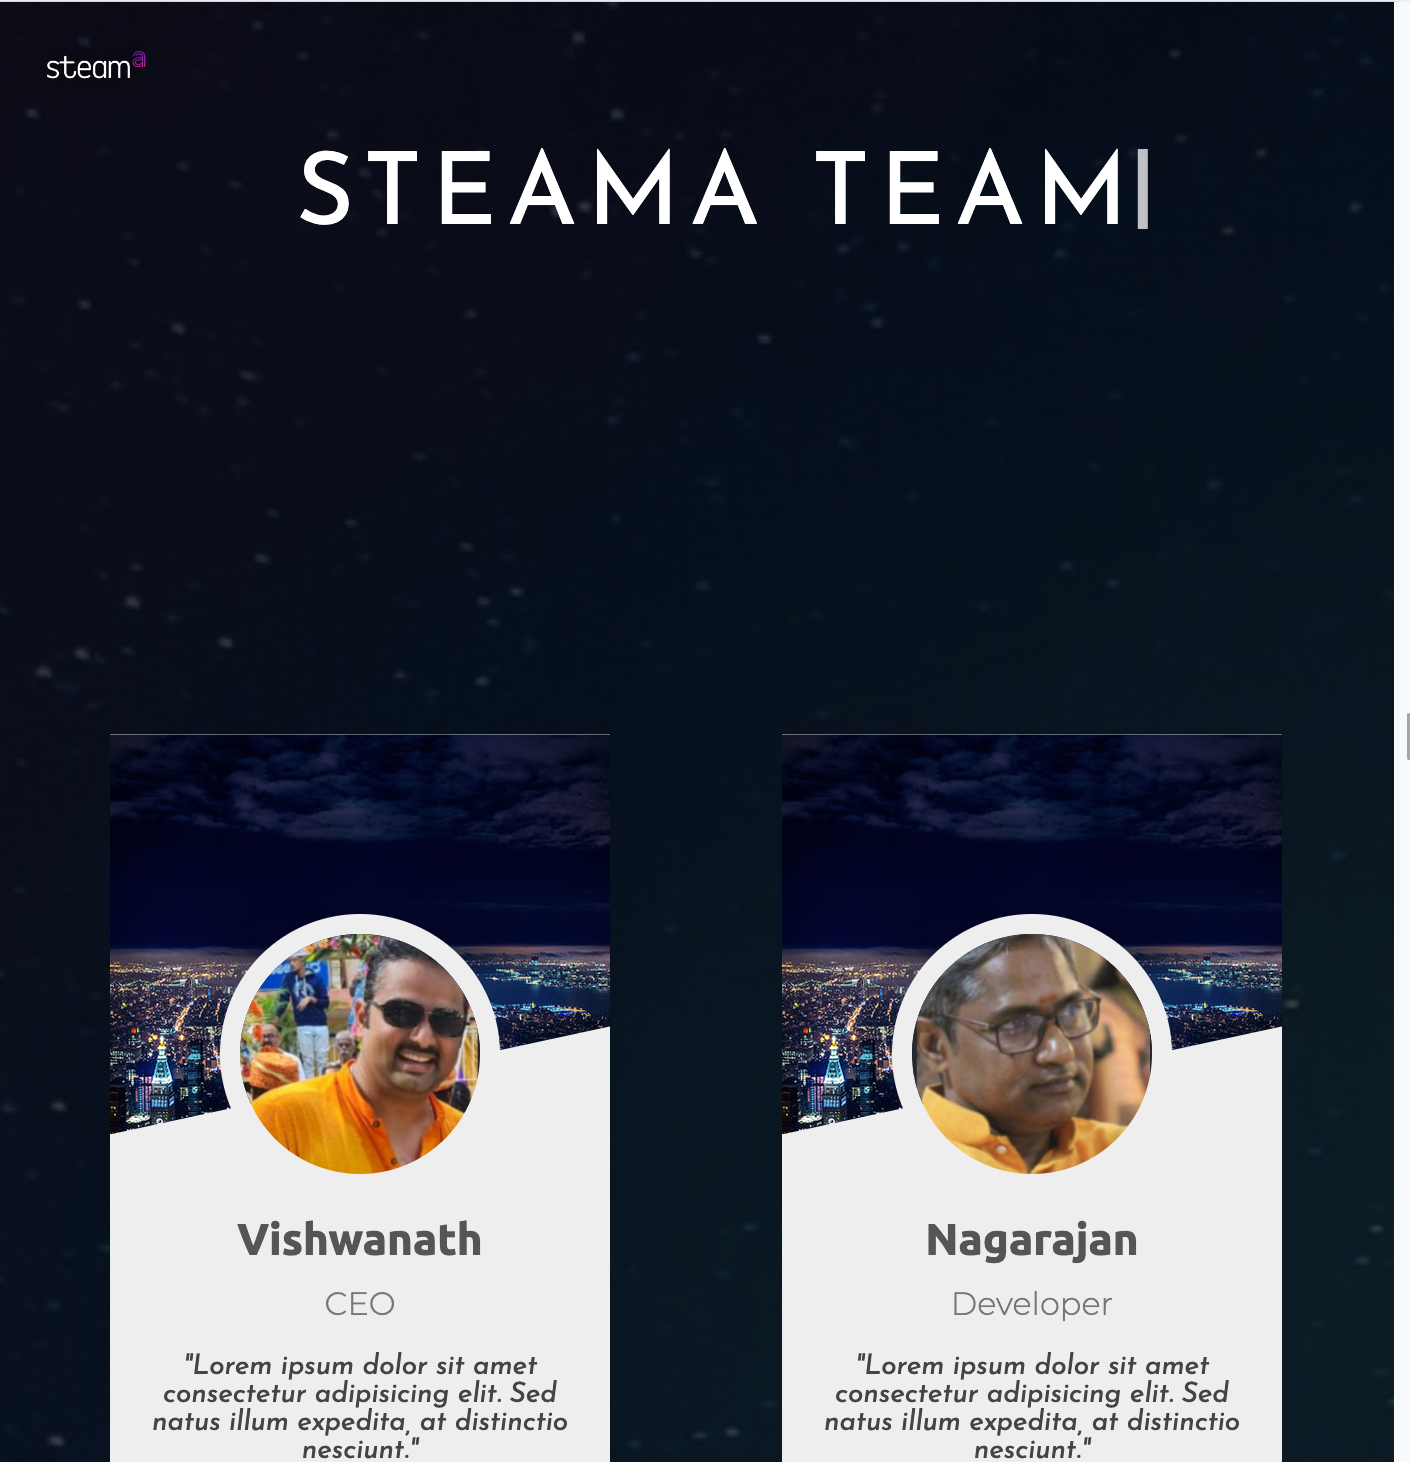 steama
STEAMA TEAM
Vishwanath
CEO
"Lorem ipsum dolor sit amet
consectetur adipisicing elit. Sed
natus illum expedita, at distinctio
nesciunt."
Nagarajan
Developer
"Lorem ipsum dolor sit amet
consectetur adipisicing elit. Sed
natus illum expedita, at distinctio
nesciunt."